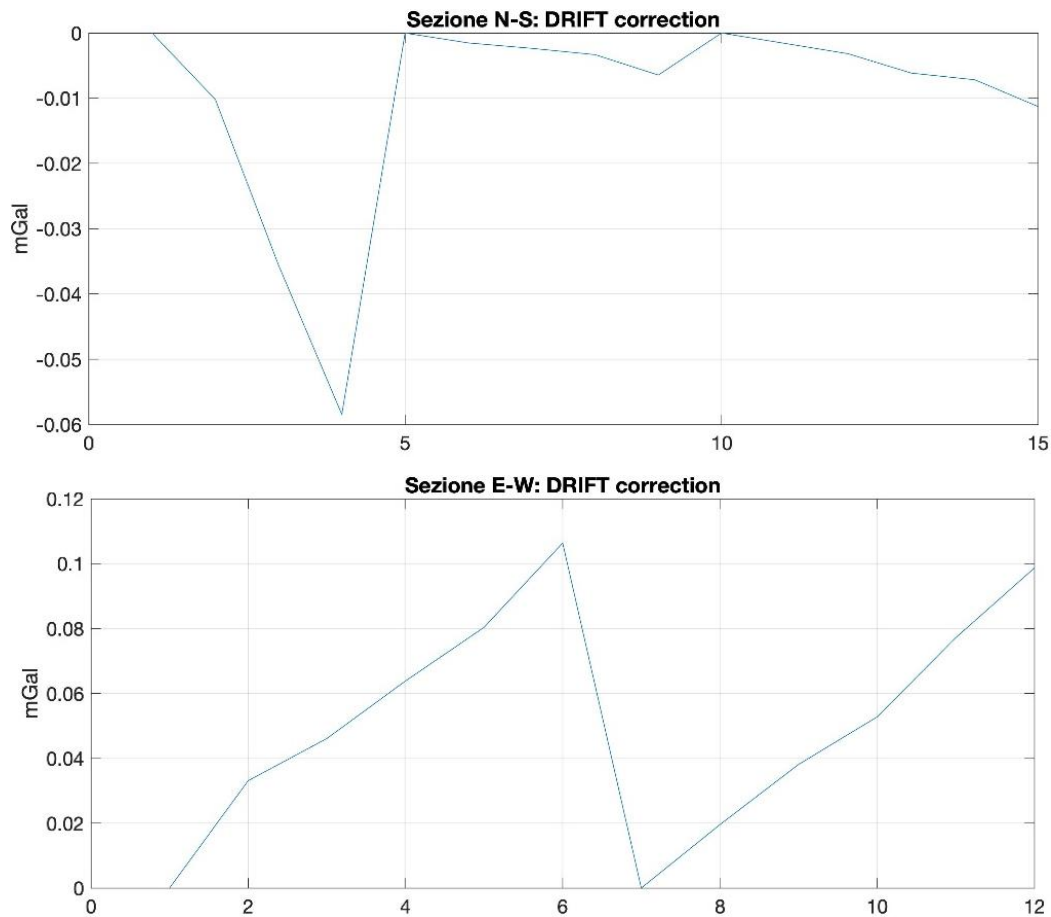 Sezione N-S: DRIFT correction
0
-0.01
-0.02
-0.03
-0.04
-0.05
-0.06
mGal
0 5 10 15
Sezione E-W: DRIFT correction
0.12
0.1
0.08
0.06
0.04
0.02
0
mGal
0 2 4 6 8 10 12